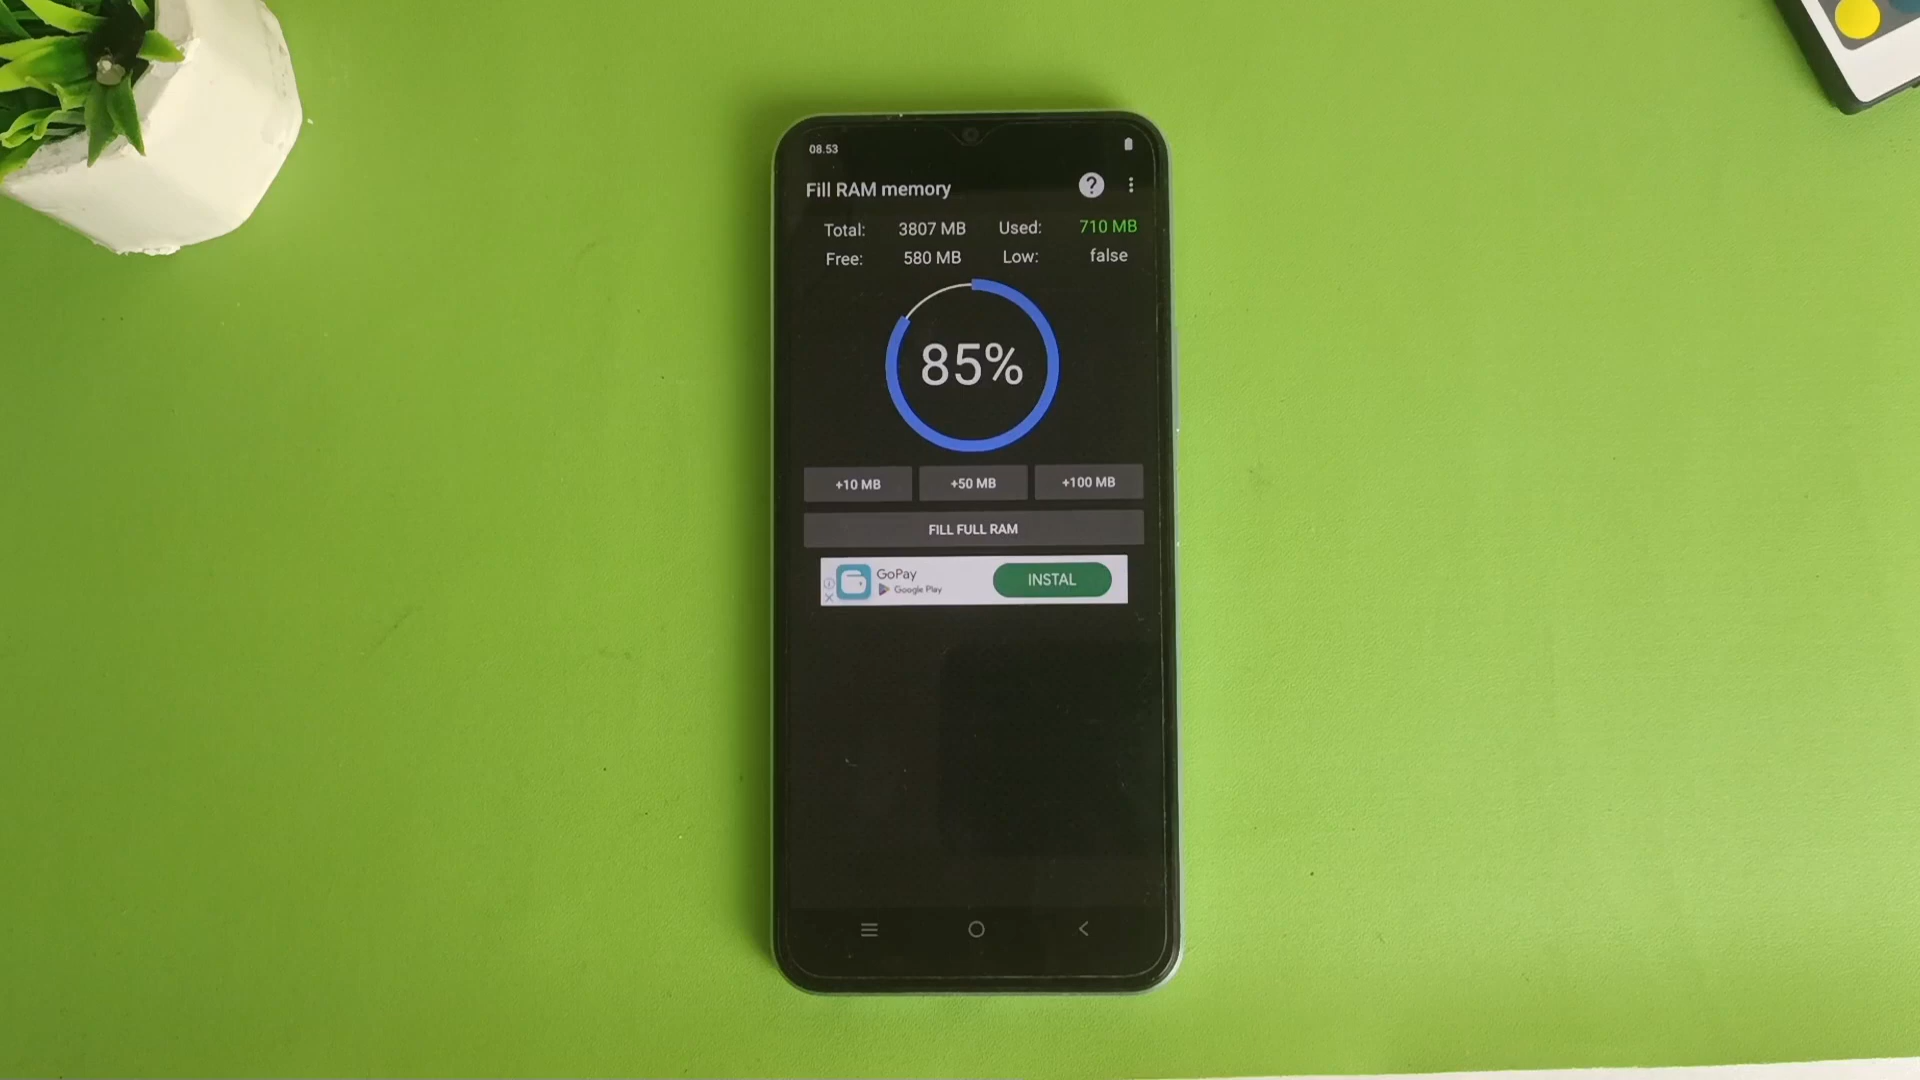 08.53
Fill RAM memory ?
Total: 3807 MB Used: 710 MB
Free: 580 MB Low: false
85%
+10 MB +50 MB +100 MB
FILL FULL RAM
GoPay
Google Play
INSTAL